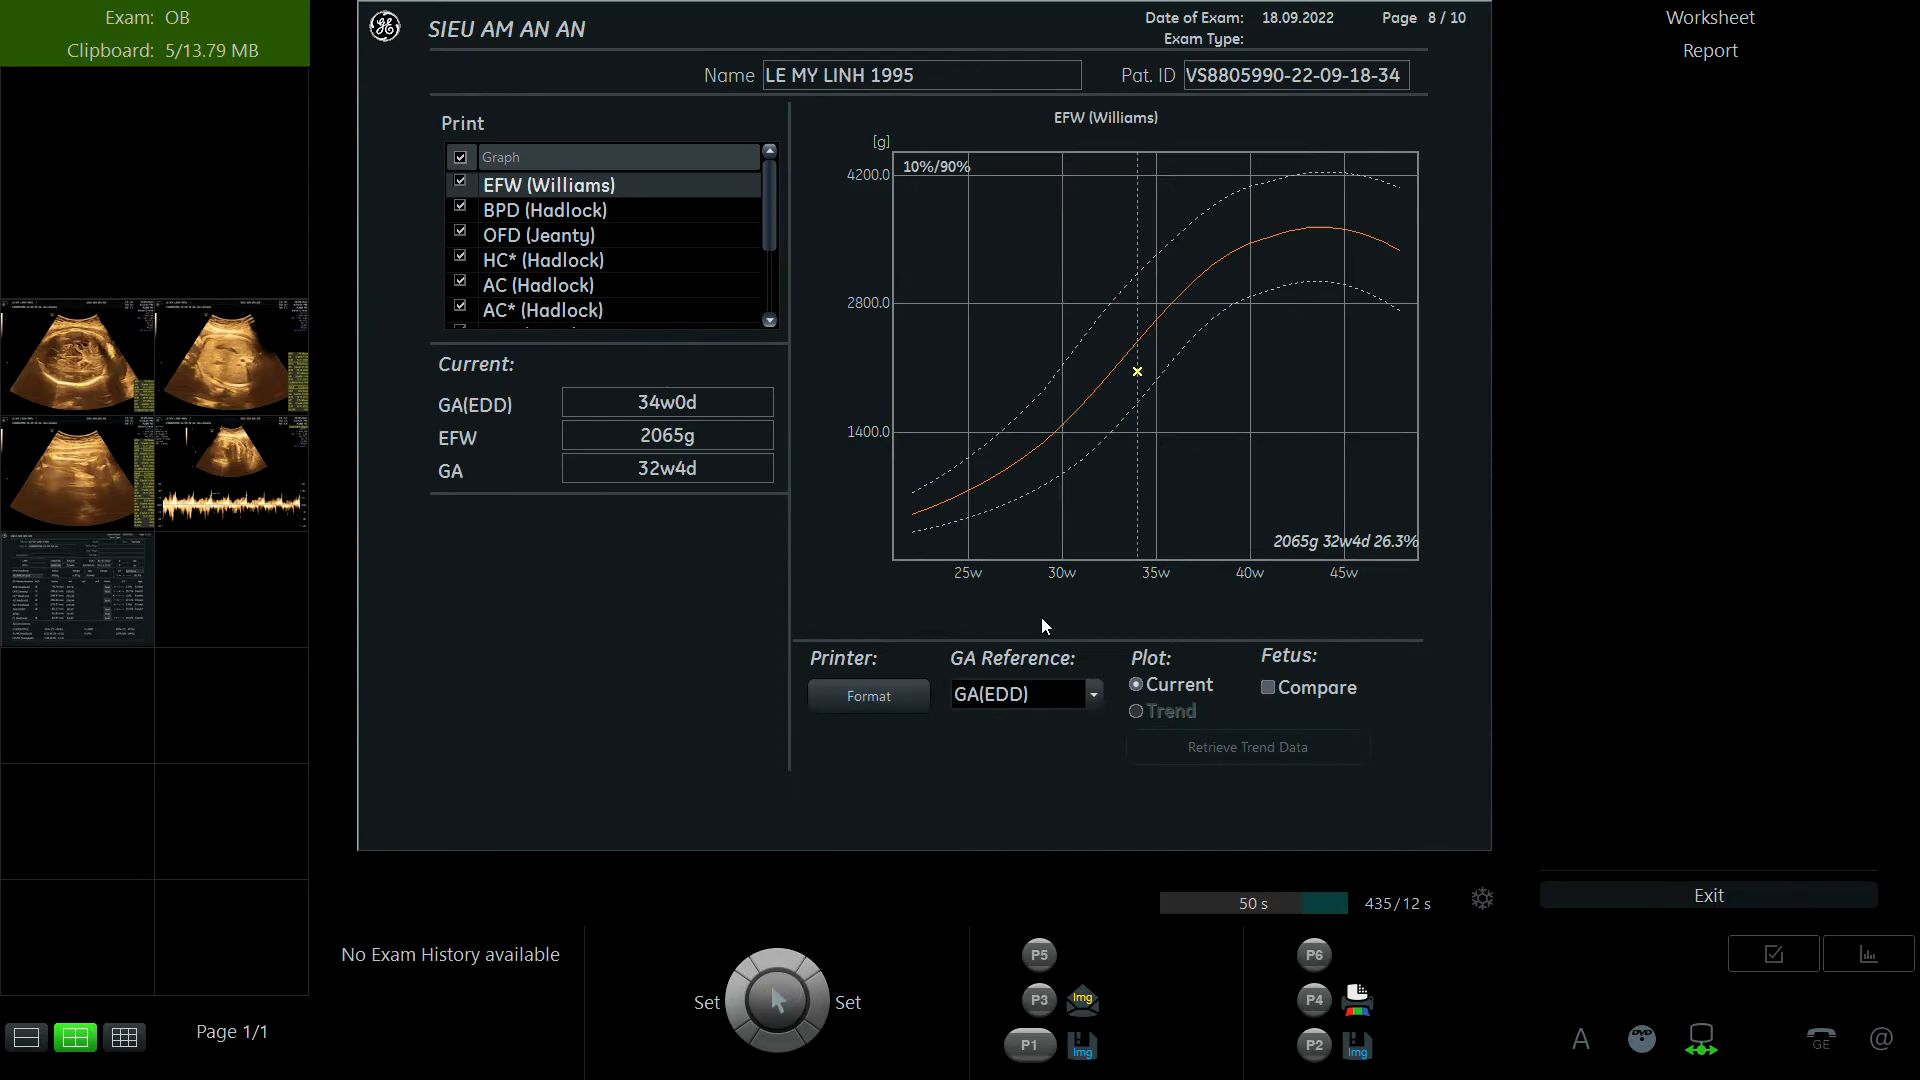 Exam: OB
Clipboard: 5/13.79 MB
SIEU AM AN AN
Date of Exam: 18.09.2022
Page 8 / 10
Exam Type:
Name LE MY LINH 1995
Pat. ID VS8805990-22-09-18-34
Worksheet
Report
Print
Graph
EFW (Williams)
BPD (Hadlock)
OFD (Jeanty)
HC* (Hadlock)
AC (Hadlock)
AC* (Hadlock)
Current:
GA(EDD) 34w0d
EFW 2065g
GA 32w4d
EFW (Williams)
[g]
10%/90%
4200.0
2800.0
1400.0
2065g 32w4d 26.3%
25w 30w 35w 40w 45w
Printer:
Format
GA Reference:
GA(EDD)
Plot:
Current
Trend
Retrieve Trend Data
Fetus:
Compare
50 s
435/12 s
Exit
No Exam History available
Set Set
P5
P3 Img
P1 Img
P6
P4
P2 Img
Page 1/1
A
DVD
GE
@